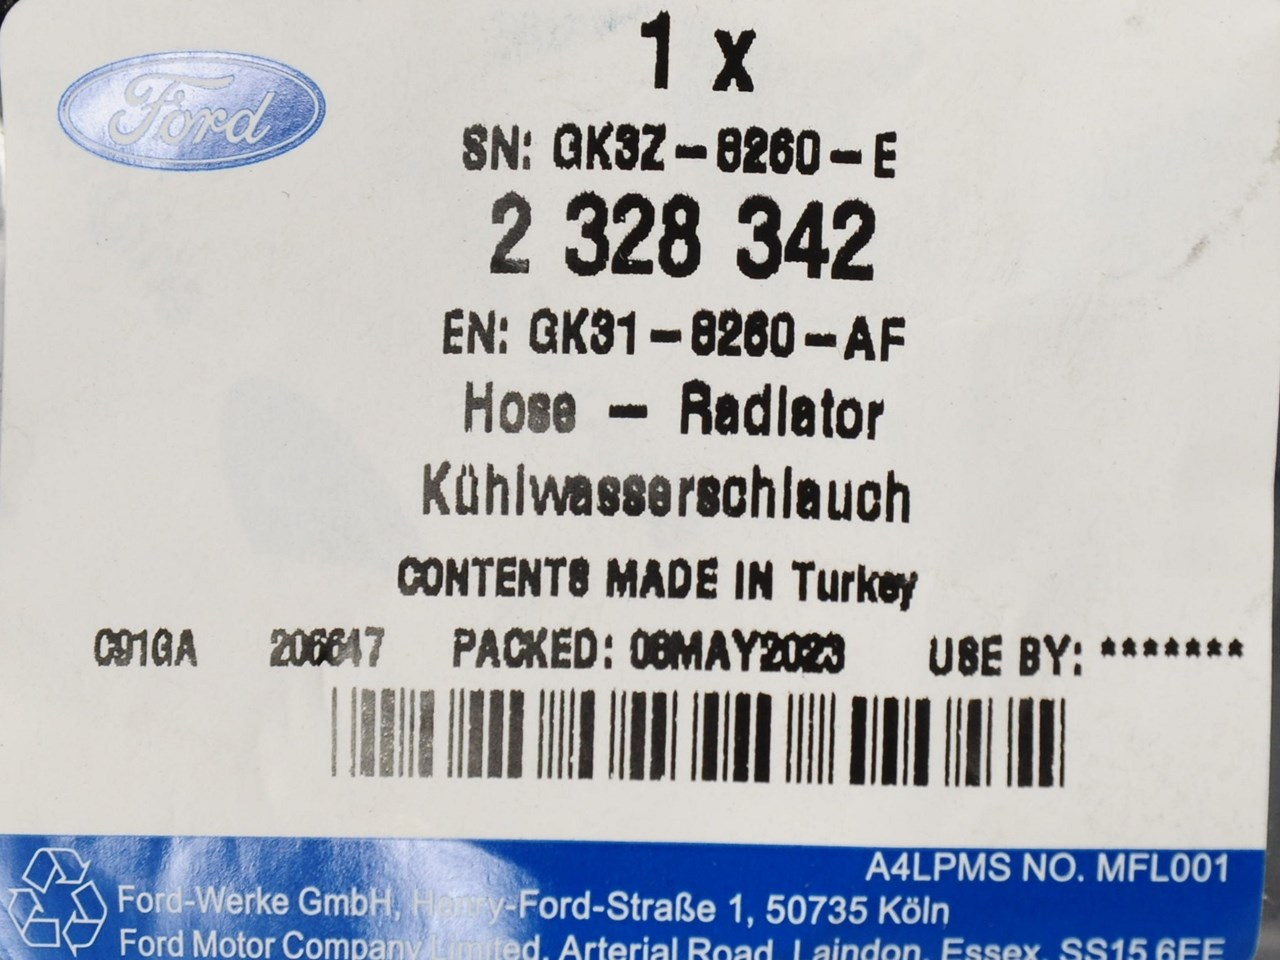 Ford
1 x
SN: GK3Z-8260-E
2 328 342
EN: GK31-8260-AF
Hose - Radiator
Kühlwasserschlauch
CONTENTS MADE IN Turkey
C91GA 206647 PACKED: 08MAY2023 USE BY: *******
A4LPMS NO. MFL001
Ford-Werke GmbH, Henry-Ford-Straße 1, 50735 Köln
Ford Motor Company Limited, Arterial Road, Laindon, Essex, SS15 6EE